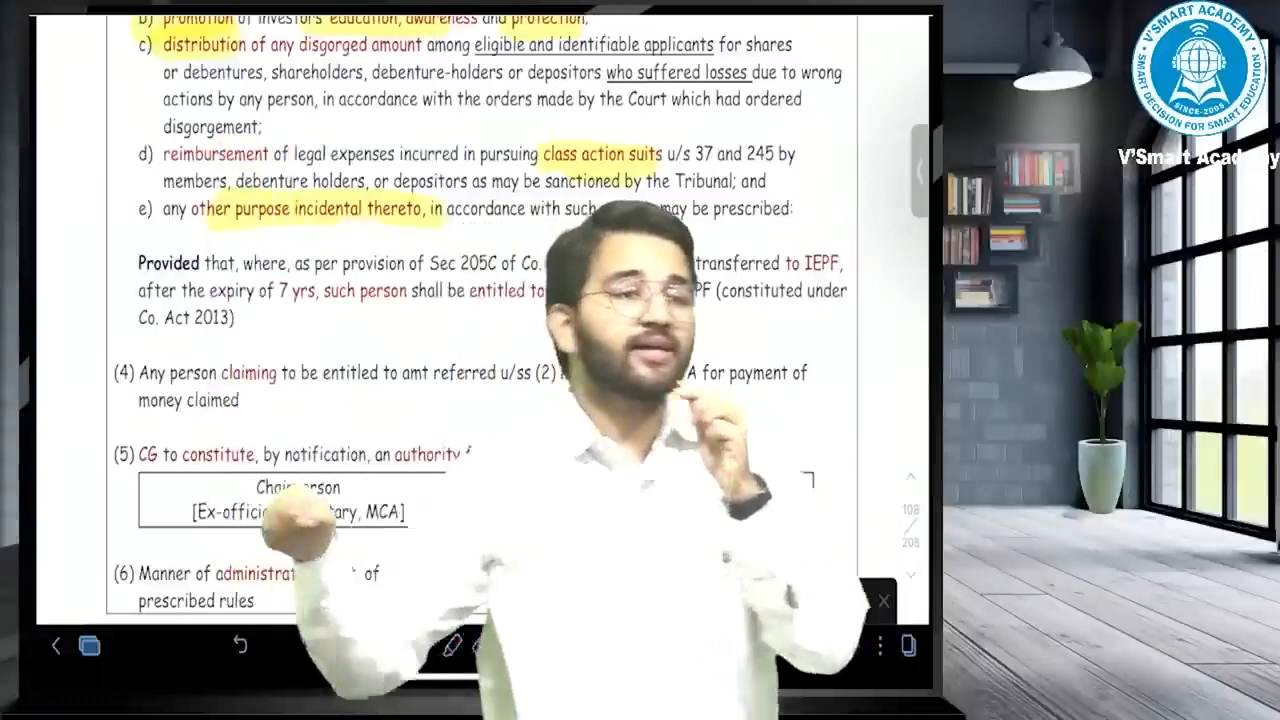 b) promotion of investors education, awareness and protection;
c) distribution of any disgorged amount among eligible and identifiable applicants for shares
or debentures, shareholders, debenture-holders or depositors who suffered losses due to wrong
actions by any person, in accordance with the orders made by the Court which had ordered
disgorgement;
d) reimbursement of legal expenses incurred in pursuing class action suits u/s 37 and 245 by
members, debenture holders, or depositors as may be sanctioned by the Tribunal; and
e) any other purpose incidental thereto, in accordance with such may be prescribed:
Provided that, where, as per provision of Sec 205C of Co. transferred to IEPF,
after the expiry of 7 yrs, such person shall be entitled to PF (constituted under
Co. Act 2013)
(4) Any person claiming to be entitled to amt referred u/ss (2) A for payment of
money claimed
(5) CG to constitute, by notification, an authority
Chairperson
[Ex-offici tary, MCA]
(6) Manner of administrat of
prescribed rules
108
208
V'SMART ACADEMY
SINCE-2005
SMART DECISION FOR SMART EDUCATION
V'Smart Academy